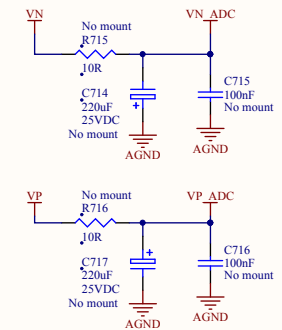 VN
No mount
R715
10R
VN_ADC
C714
220uF
25VDC
No mount
+
C715
100nF
No mount
AGND
AGND
VP
No mount
R716
10R
VP_ADC
C717
220uF
25VDC
No mount
+
C716
100nF
No mount
AGND
AGND